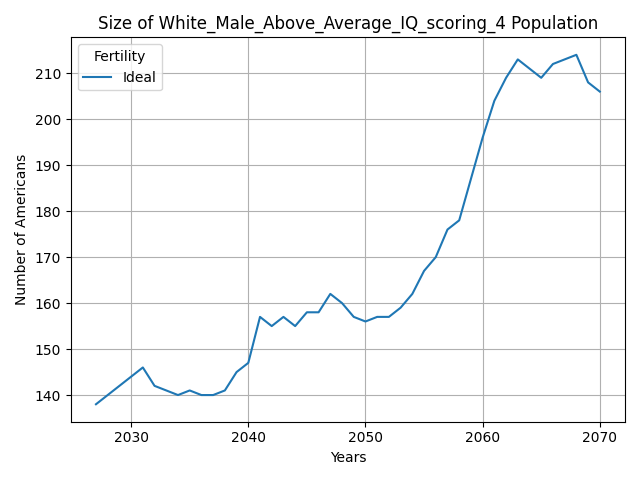 Size of White_Male_Above_Average_IQ_scoring_4 Population
Fertility
Ideal
210
200
190
180
170
160
150
140
Number of Americans
2030 2040 2050 2060 2070
Years